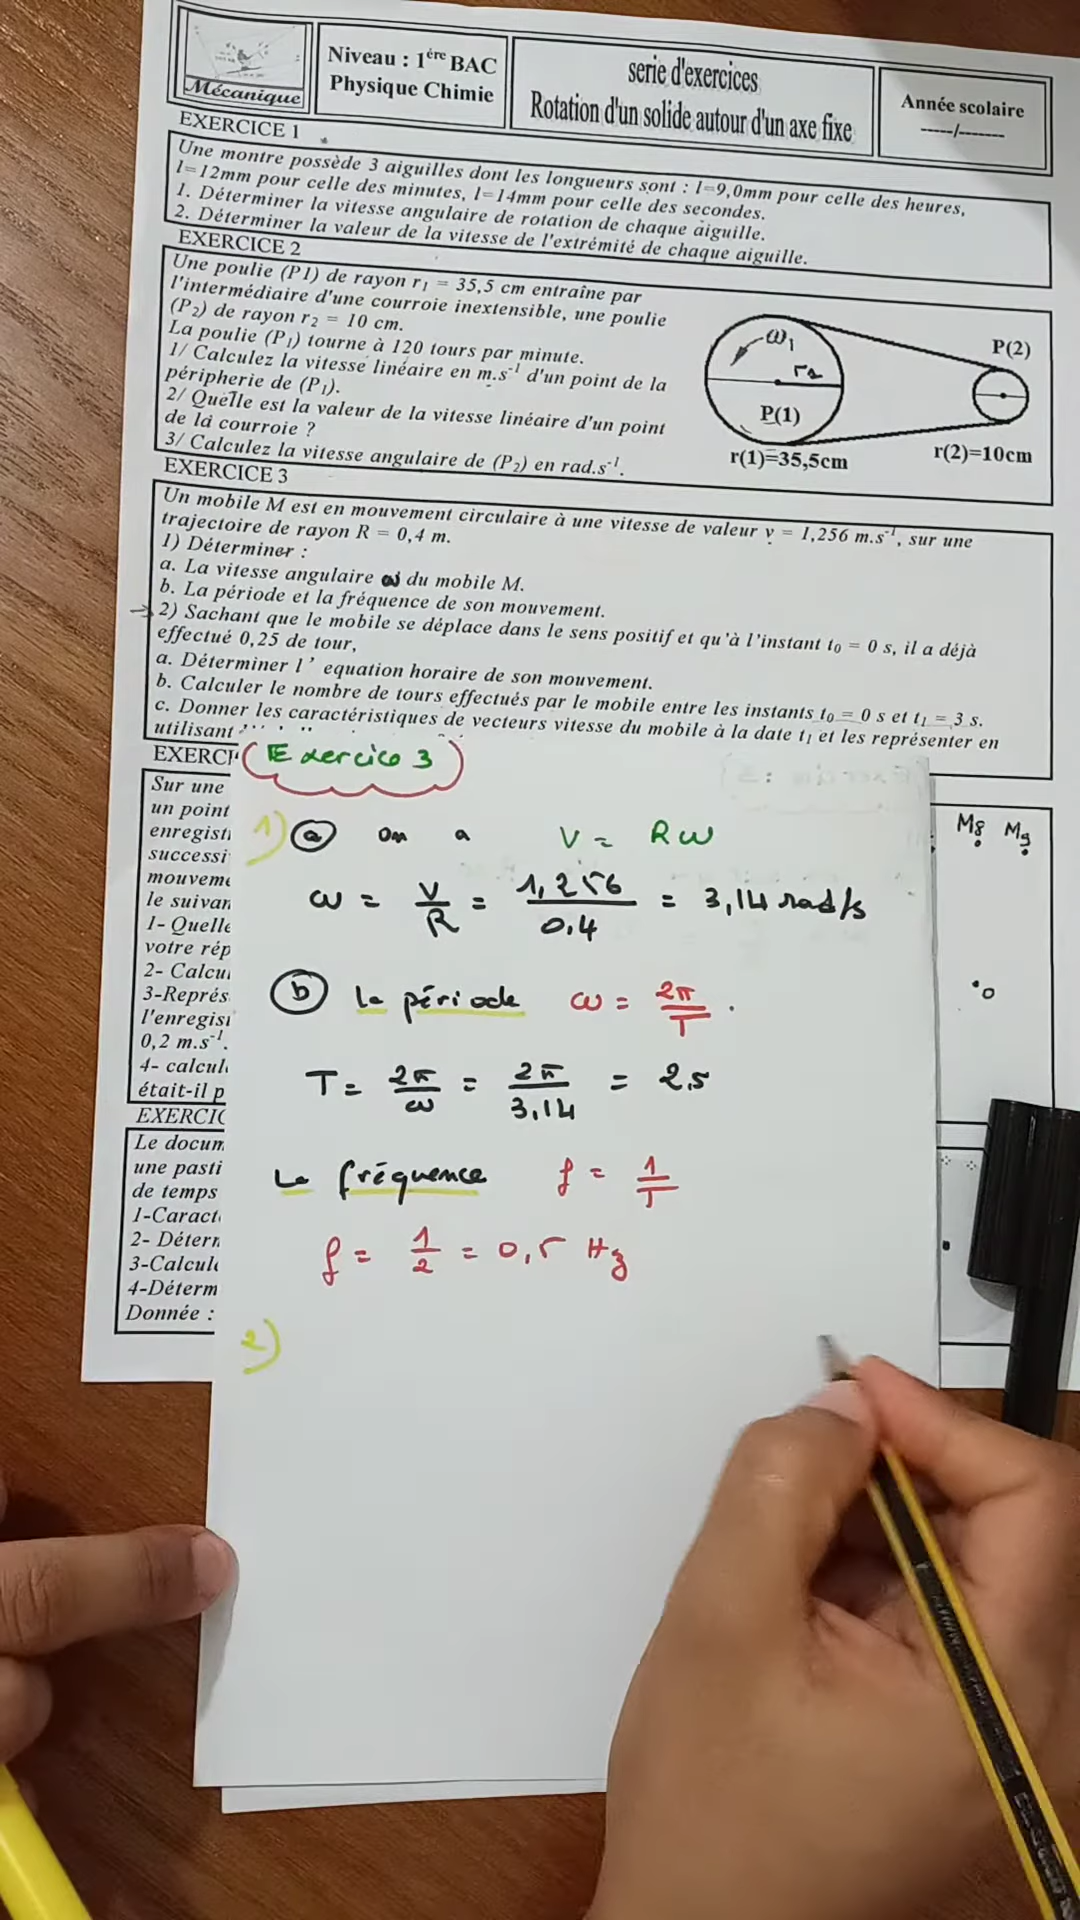 Mécanique
Niveau : 1ère BAC
Physique Chimie
serie d'exercices
Rotation d'un solide autour d'un axe fixe
Année scolaire
-----/-------
EXERCICE 1
Une montre possède 3 aiguilles dont les longueurs sont : l=9,0mm pour celle des heures,
l=12mm pour celle des minutes, l=14mm pour celle des secondes.
1. Déterminer la vitesse angulaire de rotation de chaque aiguille.
2. Déterminer la valeur de la vitesse de l'extrémité de chaque aiguille.
EXERCICE 2
Une poulie (P1) de rayon r1 = 35,5 cm entraîne par
l'intermédiaire d'une courroie inextensible, une poulie
(P2) de rayon r2 = 10 cm.
La poulie (P1) tourne à 120 tours par minute.
1/ Calculez la vitesse linéaire en m.s-1 d'un point de la
péripherie de (P1).
2/ Quelle est la valeur de la vitesse linéaire d'un point
de la courroie ?
3/ Calculez la vitesse angulaire de (P2) en rad.s-1.
ω1
P(1)
r(1)=35,5cm
P(2)
r(2)=10cm
EXERCICE 3
Un mobile M est en mouvement circulaire à une vitesse de valeur v = 1,256 m.s-1, sur une
trajectoire de rayon R = 0,4 m.
1) Déterminer :
a. La vitesse angulaire ω du mobile M.
b. La période et la fréquence de son mouvement.
→ 2) Sachant que le mobile se déplace dans le sens positif et qu'à l'instant t0 = 0 s, il a déjà
effectué 0,25 de tour,
a. Déterminer l' equation horaire de son mouvement.
b. Calculer le nombre de tours effectués par le mobile entre les instants t0 = 0 s et t1 = 3 s.
c. Donner les caractéristiques de vecteurs vitesse du mobile à la date t1 et les représenter en
utilisant
EXERC
Sur une
un point
enregist
successi
mouveme
le suivan
1- Quelle
votre rép
2- Calcu
3-Représ
l'enregis
0,2 m.s-1.
4- calcul
était-il p
M8 M9
o
EXERCIC
Le docum
une pasti
de temps
1-Caract
2- Détern
3-Calcul
4-Déterm
Donnée :
Exercice 3
1) a on a V = Rω
ω = V/R = 1,256/0,4 = 3,14 rad/s
b La période ω = 2π/T .
T = 2π/ω = 2π/3,14 = 2s
La fréquence f = 1/T
f = 1/2 = 0,5 Hz
2)